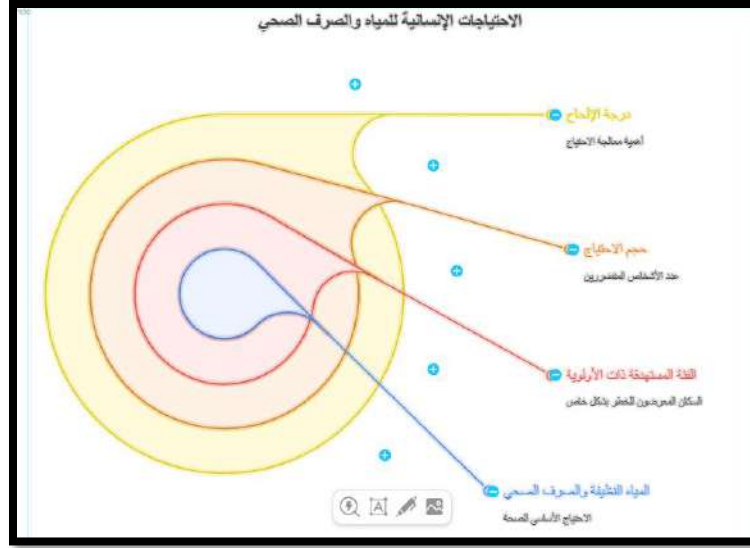 الاحتياجات الإنسانية للمياه والصرف الصحي
درجة الإلحاح
أهمية معالجة الاحتياج
حجم الاحتياج
عدد الأشخاص المتضررين
الفئة المستهدفة ذات الأولوية
السكان المعرضون للخطر بشكل خاص
المياه النظيفة والصرف الصحي
الاحتياج الأساسي للصحة